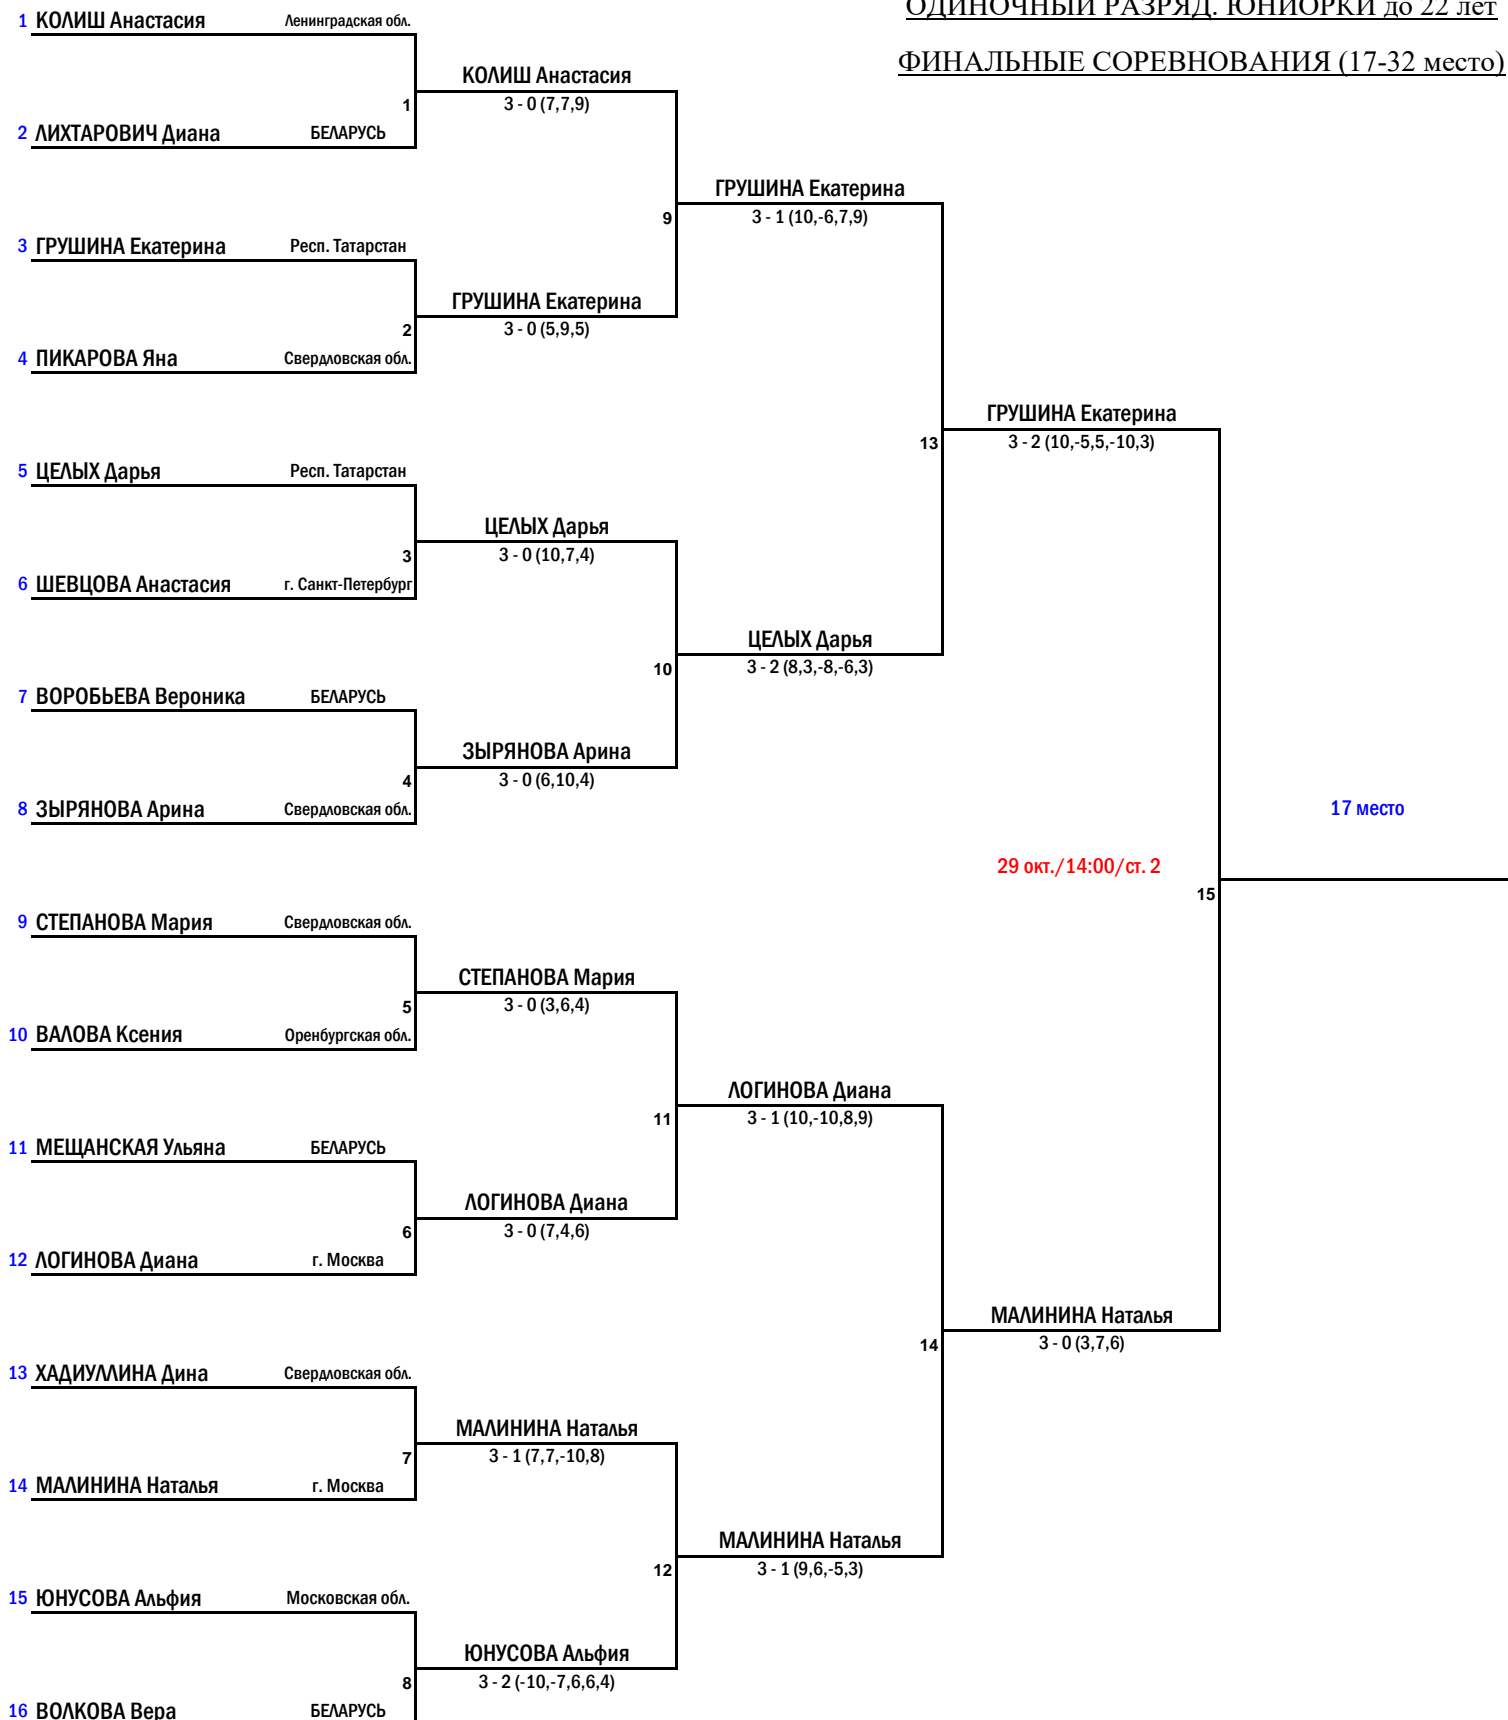 ОДИНОЧНЫЙ РАЗРЯД. ЮНИОРКИ до 22 лет
ФИНАЛЬНЫЕ СОРЕВНОВАНИЯ (17-32 место)
1 КОЛИШ Анастасия Ленинградская обл.
КОЛИШ Анастасия
1 3 - 0 (7,7,9)
2 ЛИХТАРОВИЧ Диана БЕЛАРУСЬ
ГРУШИНА Екатерина
9 3 - 1 (10,-6,7,9)
3 ГРУШИНА Екатерина Респ. Татарстан
ГРУШИНА Екатерина
2 3 - 0 (5,9,5)
4 ПИКАРОВА Яна Свердловская обл.
ГРУШИНА Екатерина
13 3 - 2 (10,-5,5,-10,3)
5 ЦЕЛЫХ Дарья Респ. Татарстан
ЦЕЛЫХ Дарья
3 3 - 0 (10,7,4)
6 ШЕВЦОВА Анастасия г. Санкт-Петербург
ЦЕЛЫХ Дарья
10 3 - 2 (8,3,-8,-6,3)
7 ВОРОБЬЕВА Вероника БЕЛАРУСЬ
ЗЫРЯНОВА Арина
4 3 - 0 (6,10,4)
8 ЗЫРЯНОВА Арина Свердловская обл.
17 место
29 окт./14:00/ст. 2
15
9 СТЕПАНОВА Мария Свердловская обл.
СТЕПАНОВА Мария
5 3 - 0 (3,6,4)
10 ВАЛОВА Ксения Оренбургская обл.
ЛОГИНОВА Диана
11 3 - 1 (10,-10,8,9)
11 МЕЩАНСКАЯ Ульяна БЕЛАРУСЬ
ЛОГИНОВА Диана
6 3 - 0 (7,4,6)
12 ЛОГИНОВА Диана г. Москва
МАЛИНИНА Наталья
14 3 - 0 (3,7,6)
13 ХАДИУЛЛИНА Дина Свердловская обл.
МАЛИНИНА Наталья
7 3 - 1 (7,7,-10,8)
14 МАЛИНИНА Наталья г. Москва
МАЛИНИНА Наталья
12 3 - 1 (9,6,-5,3)
15 ЮНУСОВА Альфия Московская обл.
ЮНУСОВА Альфия
8 3 - 2 (-10,-7,6,6,4)
16 ВОЛКОВА Вера БЕЛАРУСЬ